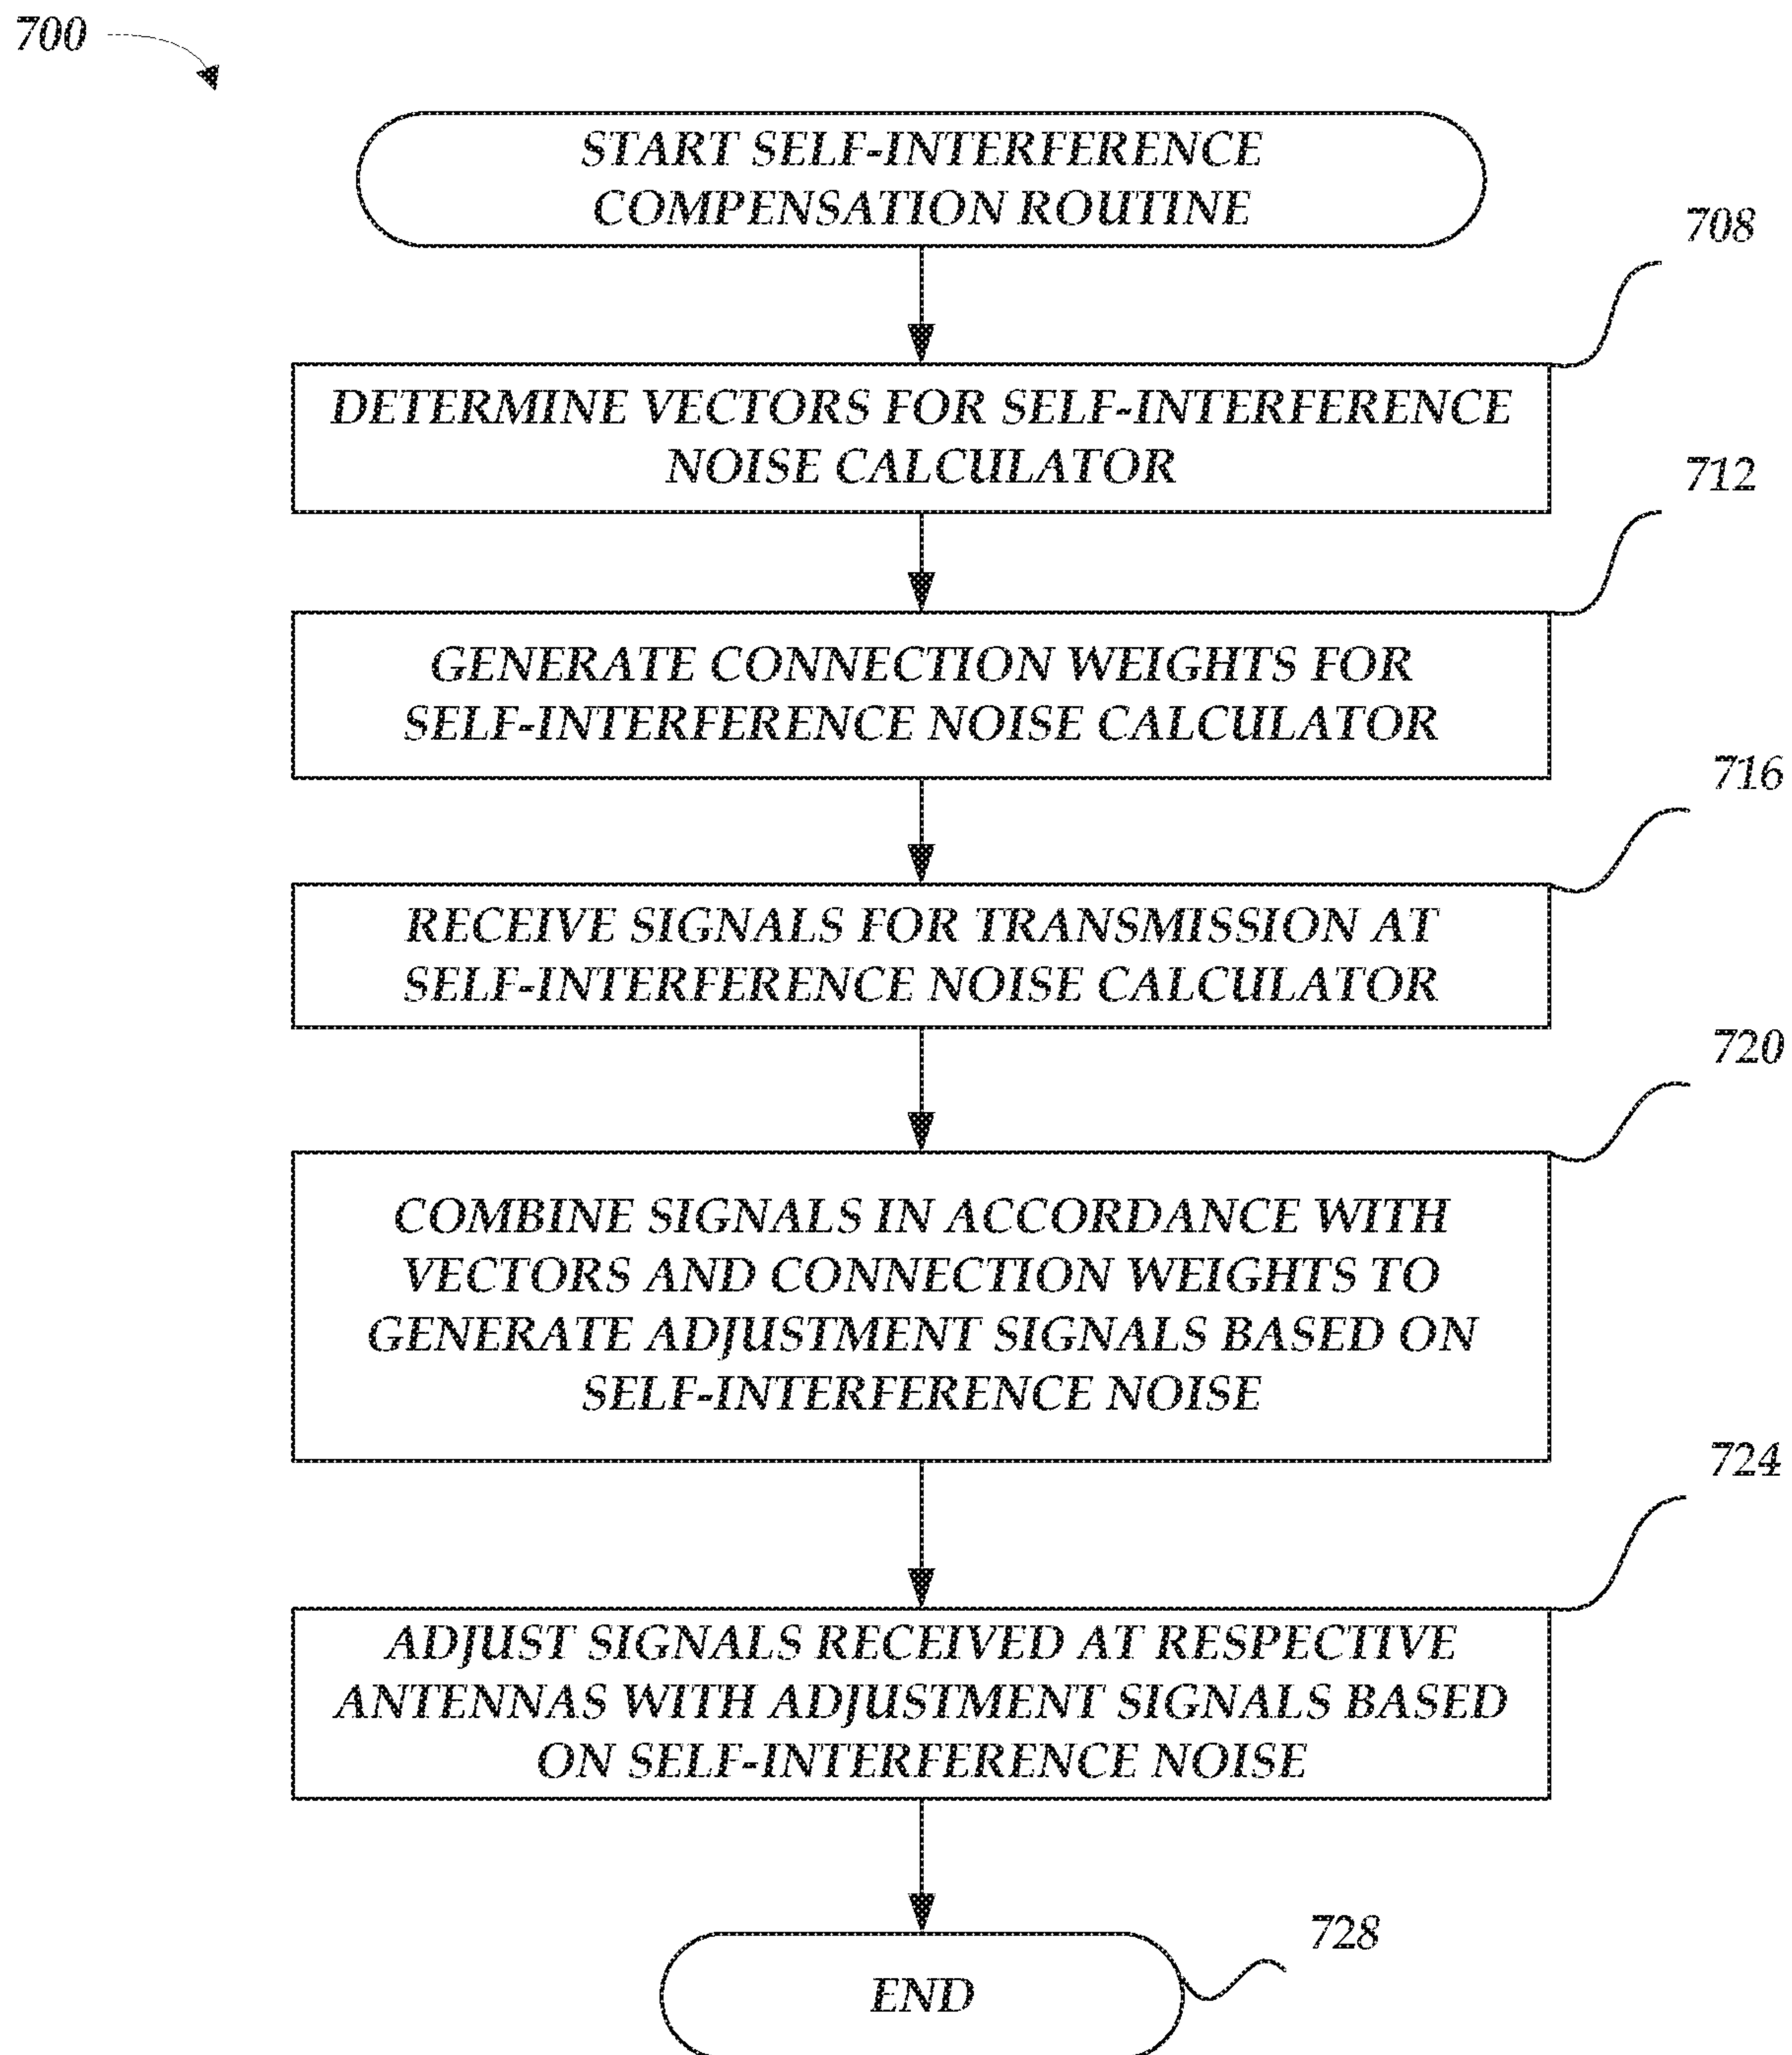 700
START SELF-INTERFERENCE
COMPENSATION ROUTINE
708
DETERMINE VECTORS FOR SELF-INTERFERENCE
NOISE CALCULATOR
712
GENERATE CONNECTION WEIGHTS FOR
SELF-INTERFERENCE NOISE CALCULATOR
716
RECEIVE SIGNALS FOR TRANSMISSION AT
SELF-INTERFERENCE NOISE CALCULATOR
720
COMBINE SIGNALS IN ACCORDANCE WITH
VECTORS AND CONNECTION WEIGHTS TO
GENERATE ADJUSTMENT SIGNALS BASED ON
SELF-INTERFERENCE NOISE
724
ADJUST SIGNALS RECEIVED AT RESPECTIVE
ANTENNAS WITH ADJUSTMENT SIGNALS BASED
ON SELF-INTERFERENCE NOISE
728
END